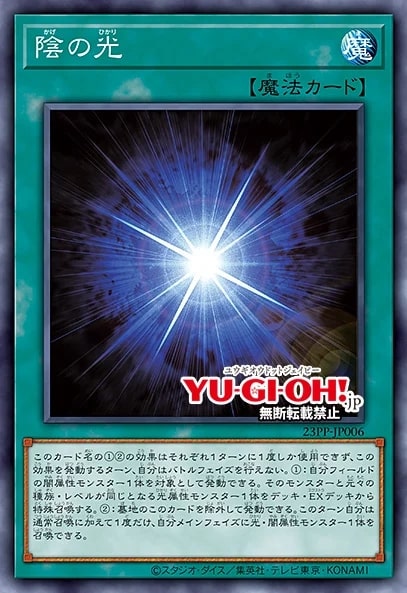 かげ ひかり
陰の光
魔
ま ほう
【魔法カード】
ユウギオウドットジェイピー
YU-GI-OH!.jp
無断転載禁止
23PP-JP006
このカード名の①②の効果はそれぞれ1ターンに1度しか使用できず、この
効果を発動するターン、自分はバトルフェイズを行えない。①：自分フィールド
の闇属性モンスター1体を対象として発動できる。そのモンスターと元々の
種族・レベルが同じとなる光属性モンスター1体をデッキ・EXデッキから
特殊召喚する。②：墓地のこのカードを除外して発動できる。このターン自分は
通常召喚に加えて1度だけ、自分メインフェイズに光・闇属性モンスター1体を
召喚できる。
©スタジオ・ダイス／集英社・テレビ東京・KONAMI